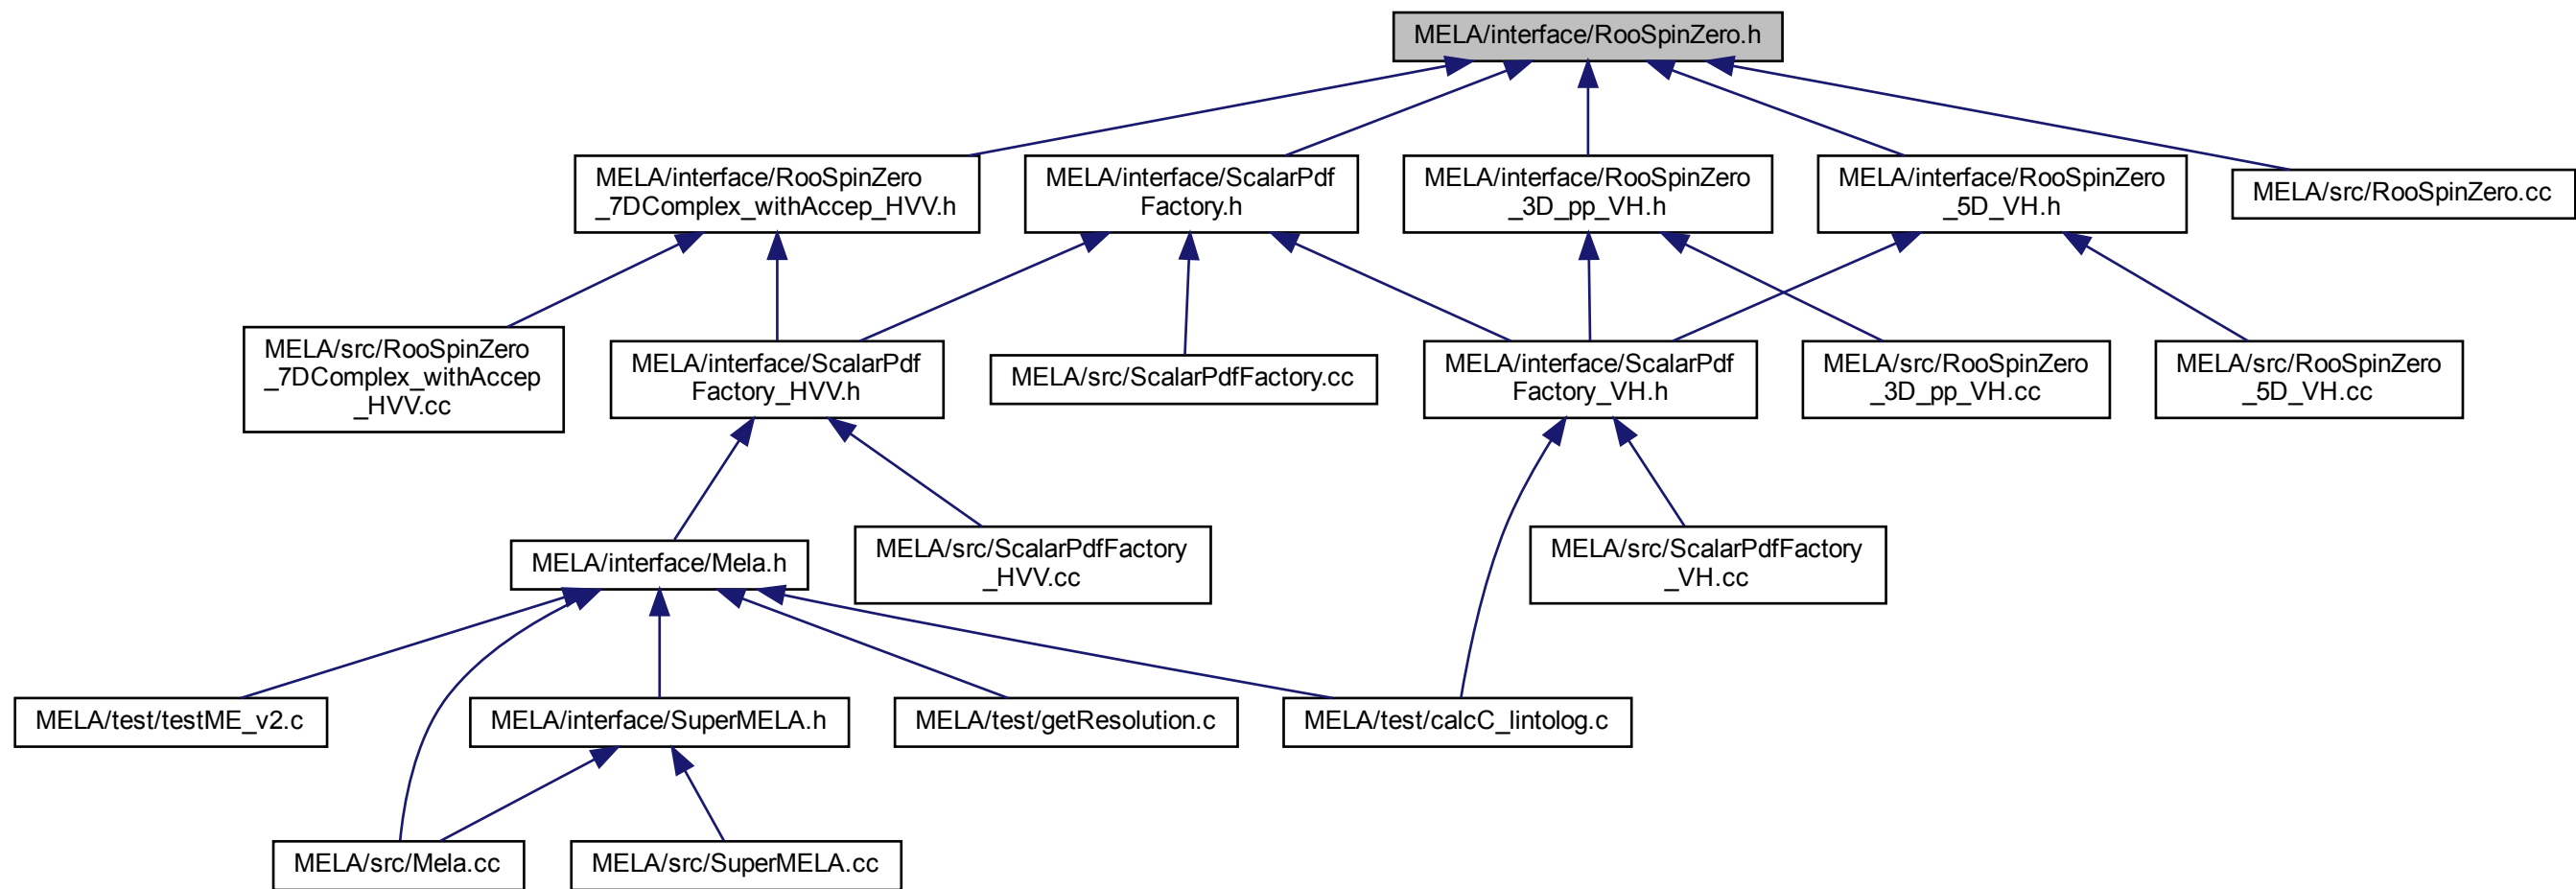 MELA/interface/RooSpinZero.h
MELA/interface/RooSpinZero
_7DComplex_withAccep_HVV.h
MELA/interface/ScalarPdf
Factory.h
MELA/interface/RooSpinZero
_3D_pp_VH.h
MELA/interface/RooSpinZero
_5D_VH.h
MELA/src/RooSpinZero.cc
MELA/src/RooSpinZero
_7DComplex_withAccep
_HVV.cc
MELA/interface/ScalarPdf
Factory_HVV.h
MELA/src/ScalarPdfFactory.cc
MELA/interface/ScalarPdf
Factory_VH.h
MELA/src/RooSpinZero
_3D_pp_VH.cc
MELA/src/RooSpinZero
_5D_VH.cc
MELA/interface/Mela.h
MELA/src/ScalarPdfFactory
_HVV.cc
MELA/src/ScalarPdfFactory
_VH.cc
MELA/test/testME_v2.c
MELA/interface/SuperMELA.h
MELA/test/getResolution.c
MELA/test/calcC_lintolog.c
MELA/src/Mela.cc
MELA/src/SuperMELA.cc